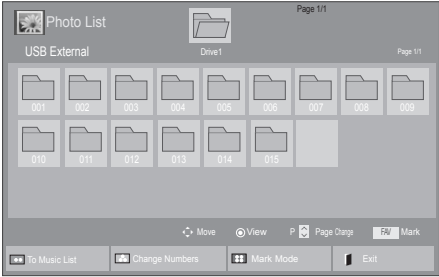 Page 1/1
Photo List
USB External
Drive1
Page 1/1
001 002 003 004 005 006 007 008 009
010 011 012 013 014 015
Move View P Page Change FAV Mark
To Music List Change Numbers Mark Mode Exit